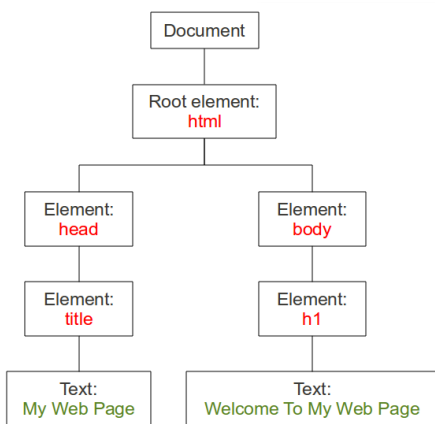 Document
Root element:
html
Element:
head
Element:
body
Element:
title
Element:
h1
Text:
My Web Page
Text:
Welcome To My Web Page